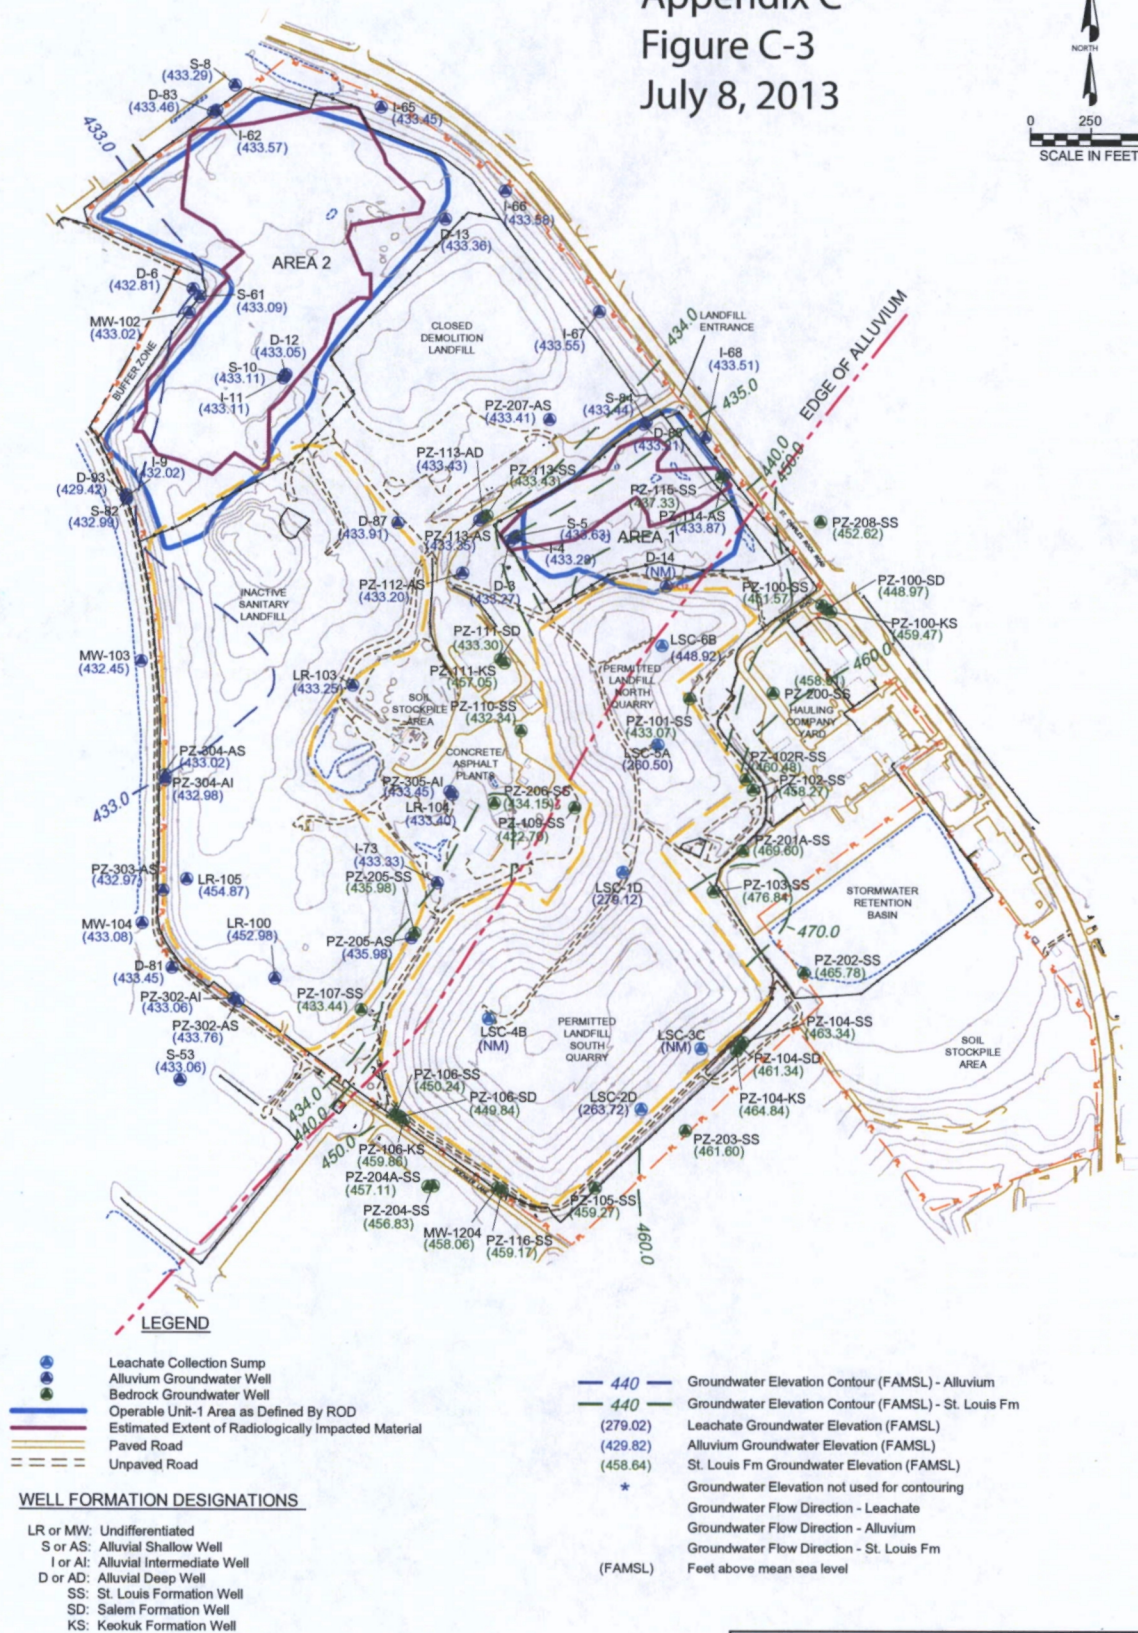 Appendix C
Figure C-3
July 8, 2013
NORTH
0 250
SCALE IN FEET
S-8
(433.29)
D-83
(433.46)
I-65
(433.45)
I-62
(433.57)
433.0
I-66
(433.58)
D-13
(433.36)
AREA 2
D-6
(432.81)
S-61
(433.09)
MW-102
(433.02)
BUFFER ZONE
D-12
(433.05)
S-10
(433.11)
I-11
(433.11)
CLOSED
DEMOLITION
LANDFILL
I-67
(433.55)
434.0
LANDFILL
ENTRANCE
I-68
(433.51)
435.0
EDGE OF ALLUVIUM
S-84
(433.44)
PZ-207-AS
(433.41)
440.0
450.0
PZ-113-AD
(433.43)
PZ-113-SS
(433.43)
PZ-115-SS
(437.33)
PZ-114-AS
(433.87)
I-9
(432.02)
D-93
(429.42)
S-82
(432.99)
D-87
(433.91)
PZ-113-AS
(433.35)
S-5
(433.63)
AREA 1
I-4
(433.28)
D-14
(NM)
PZ-208-SS
(452.62)
PZ-112-AS
(433.20)
D-3
(433.27)
PZ-100-SS
(451.57)
PZ-100-SD
(448.97)
PZ-100-KS
(459.47)
INACTIVE
SANITARY
LANDFILL
PZ-111-SD
(433.30)
LSC-6B
(448.92)
460.0
MW-103
(432.45)
LR-103
(433.25)
PZ-111-KS
(457.05)
PERMITTED
LANDFILL
NORTH
QUARRY
PZ-200-SS
SOIL
STOCKPILE
AREA
PZ-110-SS
(432.34)
HAULING
COMPANY
YARD
PZ-101-SS
(433.07)
LSC-5A
(260.50)
PZ-304-AS
(433.02)
PZ-304-AI
(432.98)
CONCRETE/
ASPHALT
PLANTS
PZ-102R-SS
(460.48)
PZ-102-SS
(458.27)
433.0
PZ-305-AI
(433.45)
PZ-206-SS
(434.15)
LR-104
(433.40)
PZ-109-SS
(422.70)
I-73
(433.33)
PZ-201A-SS
(469.60)
PZ-303-AS
(432.97)
LR-105
(454.87)
PZ-205-SS
(435.98)
LSC-1D
(279.12)
PZ-103-SS
(476.84)
STORMWATER
RETENTION
BASIN
MW-104
(433.08)
LR-100
(452.98)
PZ-205-AS
(435.98)
470.0
D-81
(433.45)
PZ-202-SS
(465.78)
PZ-302-AI
(433.06)
PZ-107-SS
(433.44)
PZ-302-AS
(433.76)
LSC-4B
(NM)
PERMITTED
LANDFILL
SOUTH
QUARRY
LSC-3C
(NM)
PZ-104-SS
(463.34)
SOIL
STOCKPILE
AREA
S-53
(433.06)
PZ-104-SD
(461.34)
PZ-106-SS
(450.24)
PZ-106-SD
(449.84)
PZ-104-KS
(464.84)
434.0
440.0
450.0
LSC-2D
(263.72)
PZ-203-SS
(461.60)
PZ-106-KS
(459.86)
PZ-204A-SS
(457.11)
PZ-204-SS
(456.83)
PZ-105-SS
(459.27)
MW-1204
(458.06)
PZ-116-SS
(459.17)
460.0
LEGEND
Leachate Collection Sump
Alluvium Groundwater Well
Bedrock Groundwater Well
Operable Unit-1 Area as Defined By ROD
Estimated Extent of Radiologically Impacted Material
Paved Road
Unpaved Road
WELL FORMATION DESIGNATIONS
LR or MW: Undifferentiated
S or AS: Alluvial Shallow Well
I or AI: Alluvial Intermediate Well
D or AD: Alluvial Deep Well
SS: St. Louis Formation Well
SD: Salem Formation Well
KS: Keokuk Formation Well
440 Groundwater Elevation Contour (FAMSL) - Alluvium
440 Groundwater Elevation Contour (FAMSL) - St. Louis Fm
(279.02) Leachate Groundwater Elevation (FAMSL)
(429.82) Alluvium Groundwater Elevation (FAMSL)
(458.64) St. Louis Fm Groundwater Elevation (FAMSL)
* Groundwater Elevation not used for contouring
Groundwater Flow Direction - Leachate
Groundwater Flow Direction - Alluvium
Groundwater Flow Direction - St. Louis Fm
(FAMSL) Feet above mean sea level